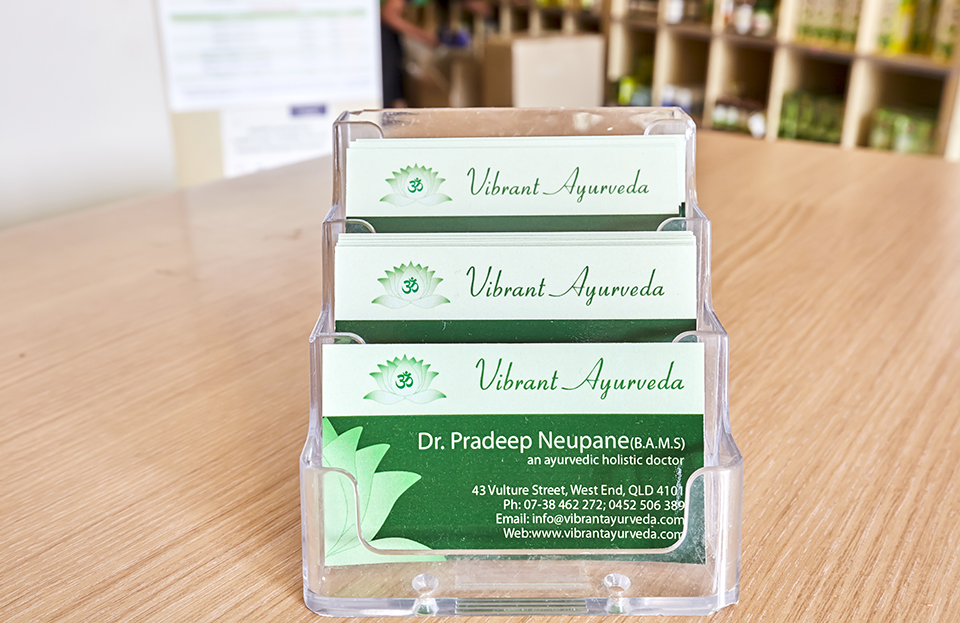 ॐ Vibrant Ayurveda
ॐ Vibrant Ayurveda
ॐ Vibrant Ayurveda
Dr. Pradeep Neupane(B.A.M.S)
an ayurvedic holistic doctor
43 Vulture Street, West End, QLD 4101
Ph: 07-38 462 272; 0452 506 389
Email: info@vibrantayurveda.com
Web:www.vibrantayurveda.com